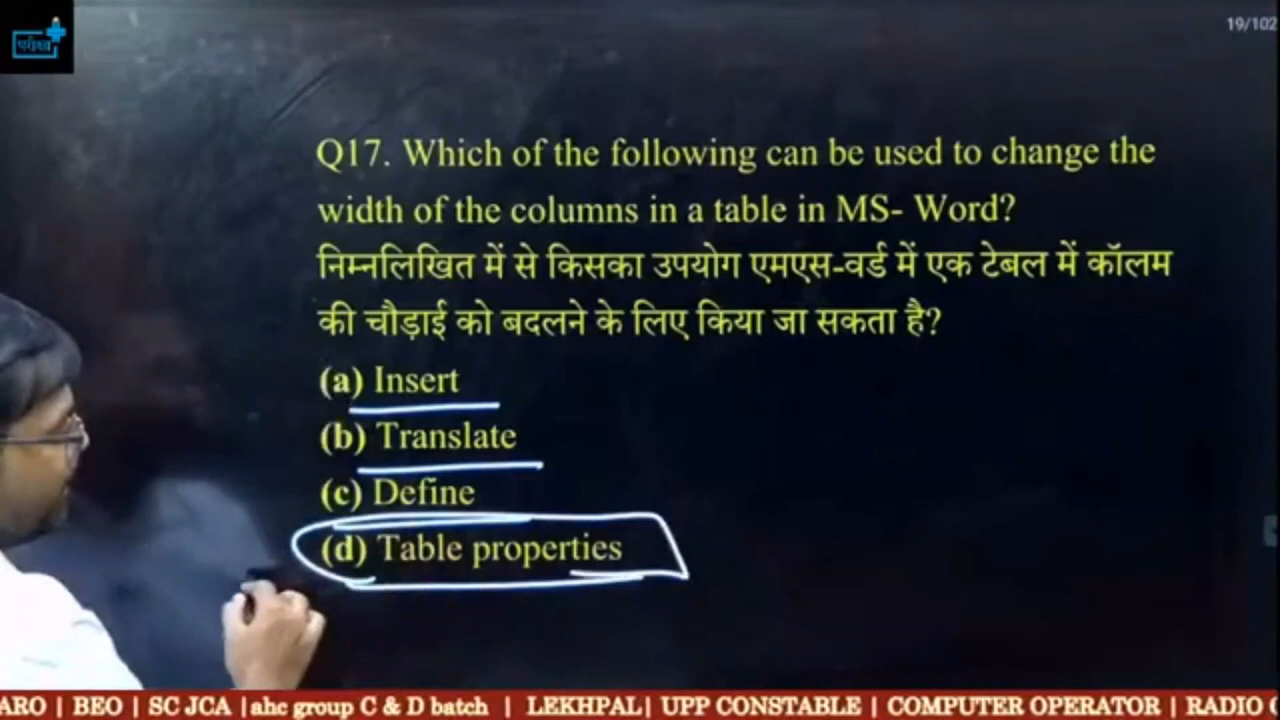 परीक्षा
19/102
Q17. Which of the following can be used to change the
width of the columns in a table in MS- Word?
निम्नलिखित में से किसका उपयोग एमएस-वर्ड में एक टेबल में कॉलम
की चौड़ाई को बदलने के लिए किया जा सकता है?
(a) Insert
(b) Translate
(c) Define
(d) Table properties
ARO | BEO | SC JCA |ahc group C & D batch | LEKHPAL| UPP CONSTABLE | COMPUTER OPERATOR | RADIO